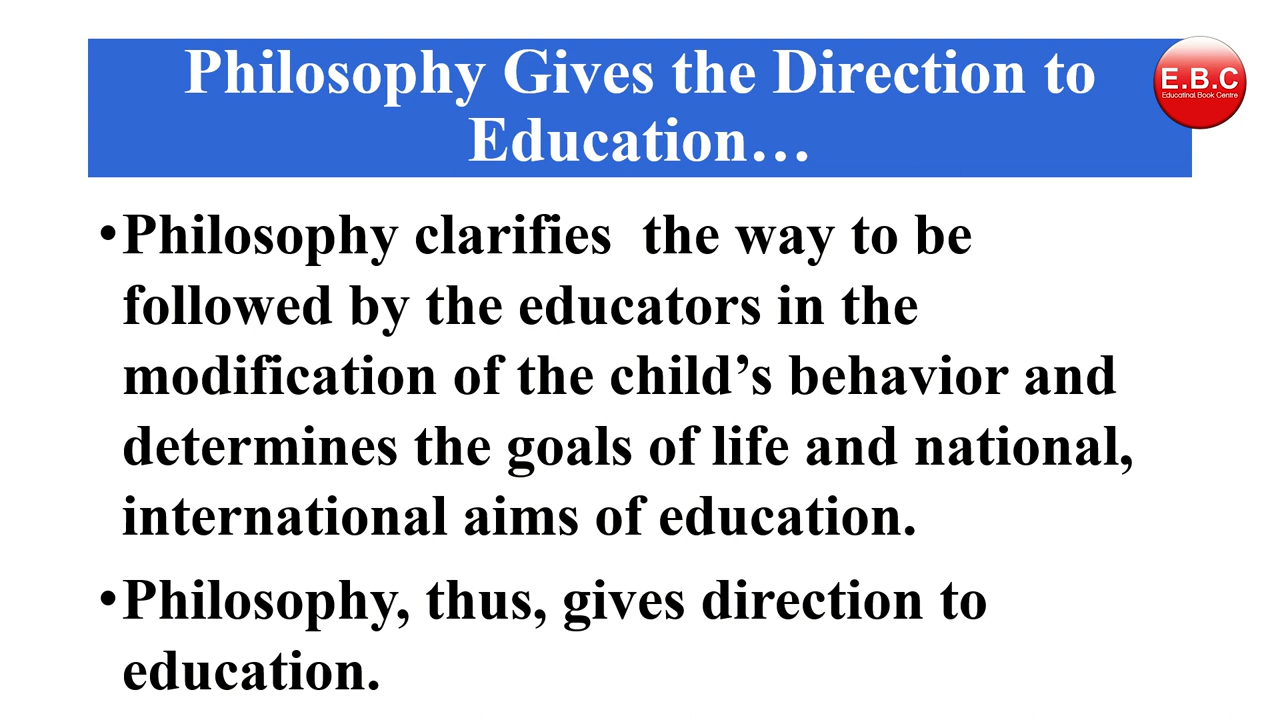 Philosophy Gives the Direction to
Education…
E.B.C
Educatinal Book Centre
•Philosophy clarifies  the way to be
followed by the educators in the
modification of the child’s behavior and
determines the goals of life and national,
international aims of education.
•Philosophy, thus, gives direction to
education.